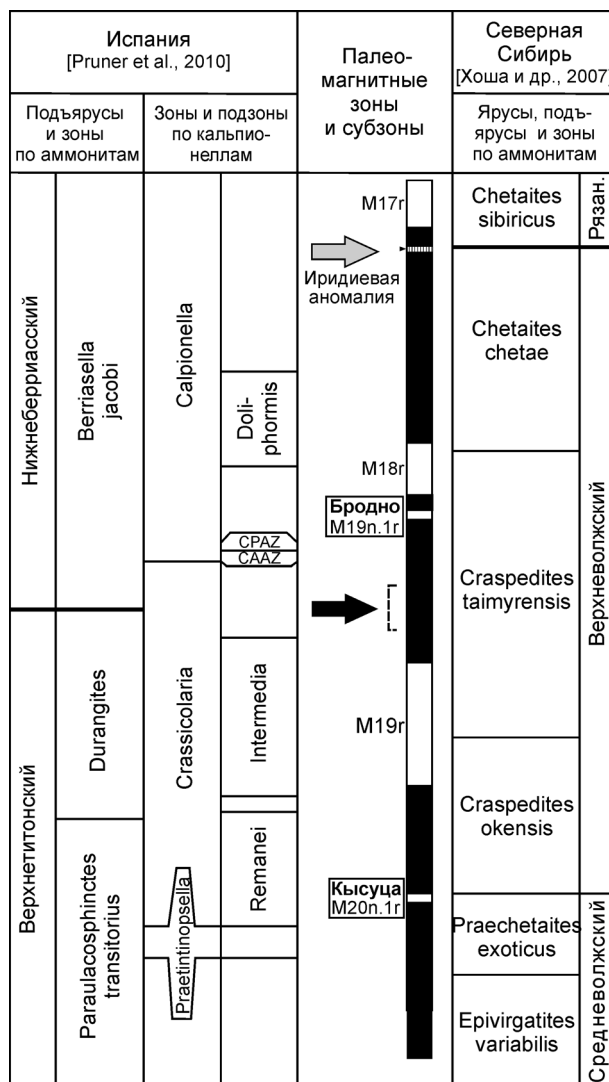 Испания
[Pruner et al., 2010]
Палео-
магнитные
зоны
и субзоны
Северная
Сибирь
[Хоша и др., 2007]
Подъярусы
и зоны
по аммонитам
Зоны и подзоны
по кальпио-
неллам
Ярусы, подъ-
ярусы и зоны
по аммонитам
Нижнеберриасский
Верхнетитонский
Berriasella
jacobi
Durangites
Paraulacosphinctes
transitorius
Calpionella
Crassicolaria
Praetintinopsella
Doli-
phormis
CPAZ
CAAZ
Intermedia
Remanei
M17r
Иридиевая
аномалия
M18r
Бродно
M19n.1r
M19r
Кысуца
M20n.1r
Chetaites
sibiricus
Chetaites
chetae
Craspedites
taimyrensis
Craspedites
okensis
Praechetaites
exoticus
Epivirgatites
variabilis
Рязан.
Верхневолжский
Средневолжский